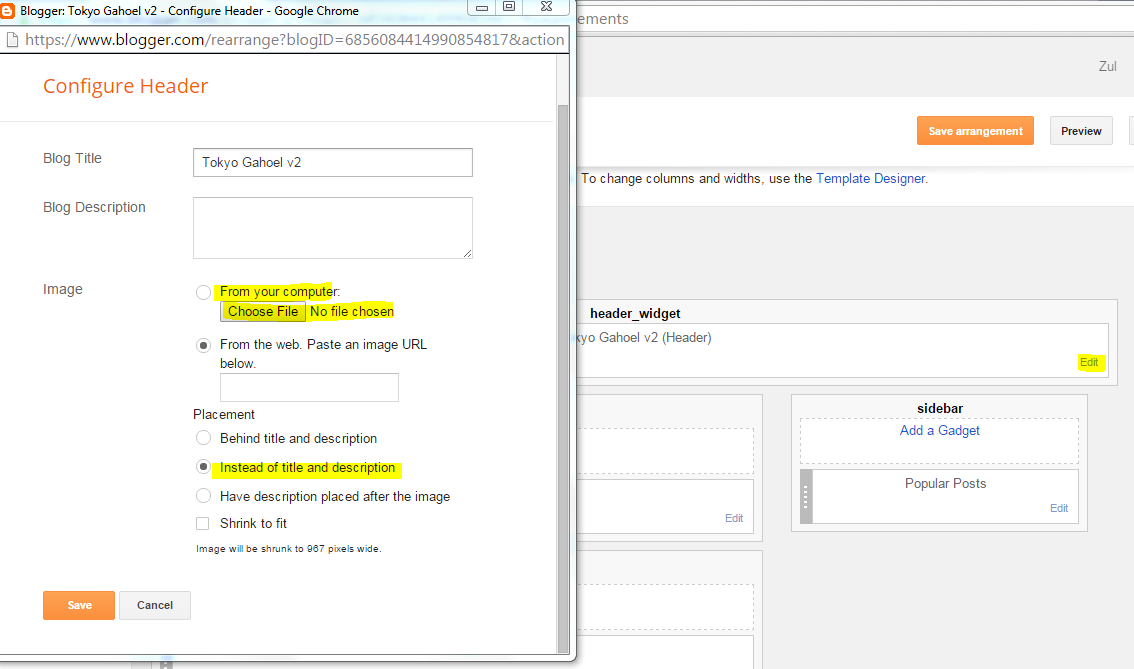 Blogger: Tokyo Gahoel v2 - Configure Header - Google Chrome
https://www.blogger.com/rearrange?blogID=6856084414990854817&action
Configure Header
Blog Title
Tokyo Gahoel v2
Blog Description
Image
From your computer:
Choose File No file chosen
From the web. Paste an image URL
below.
Placement
Behind title and description
Instead of title and description
Have description placed after the image
Shrink to fit
Image will be shrunk to 967 pixels wide.
Save Cancel
ements
Zul
Save arrangement Preview
To change columns and widths, use the Template Designer.
header_widget
kyo Gahoel v2 (Header)
Edit
sidebar
Add a Gadget
Popular Posts
Edit
Edit